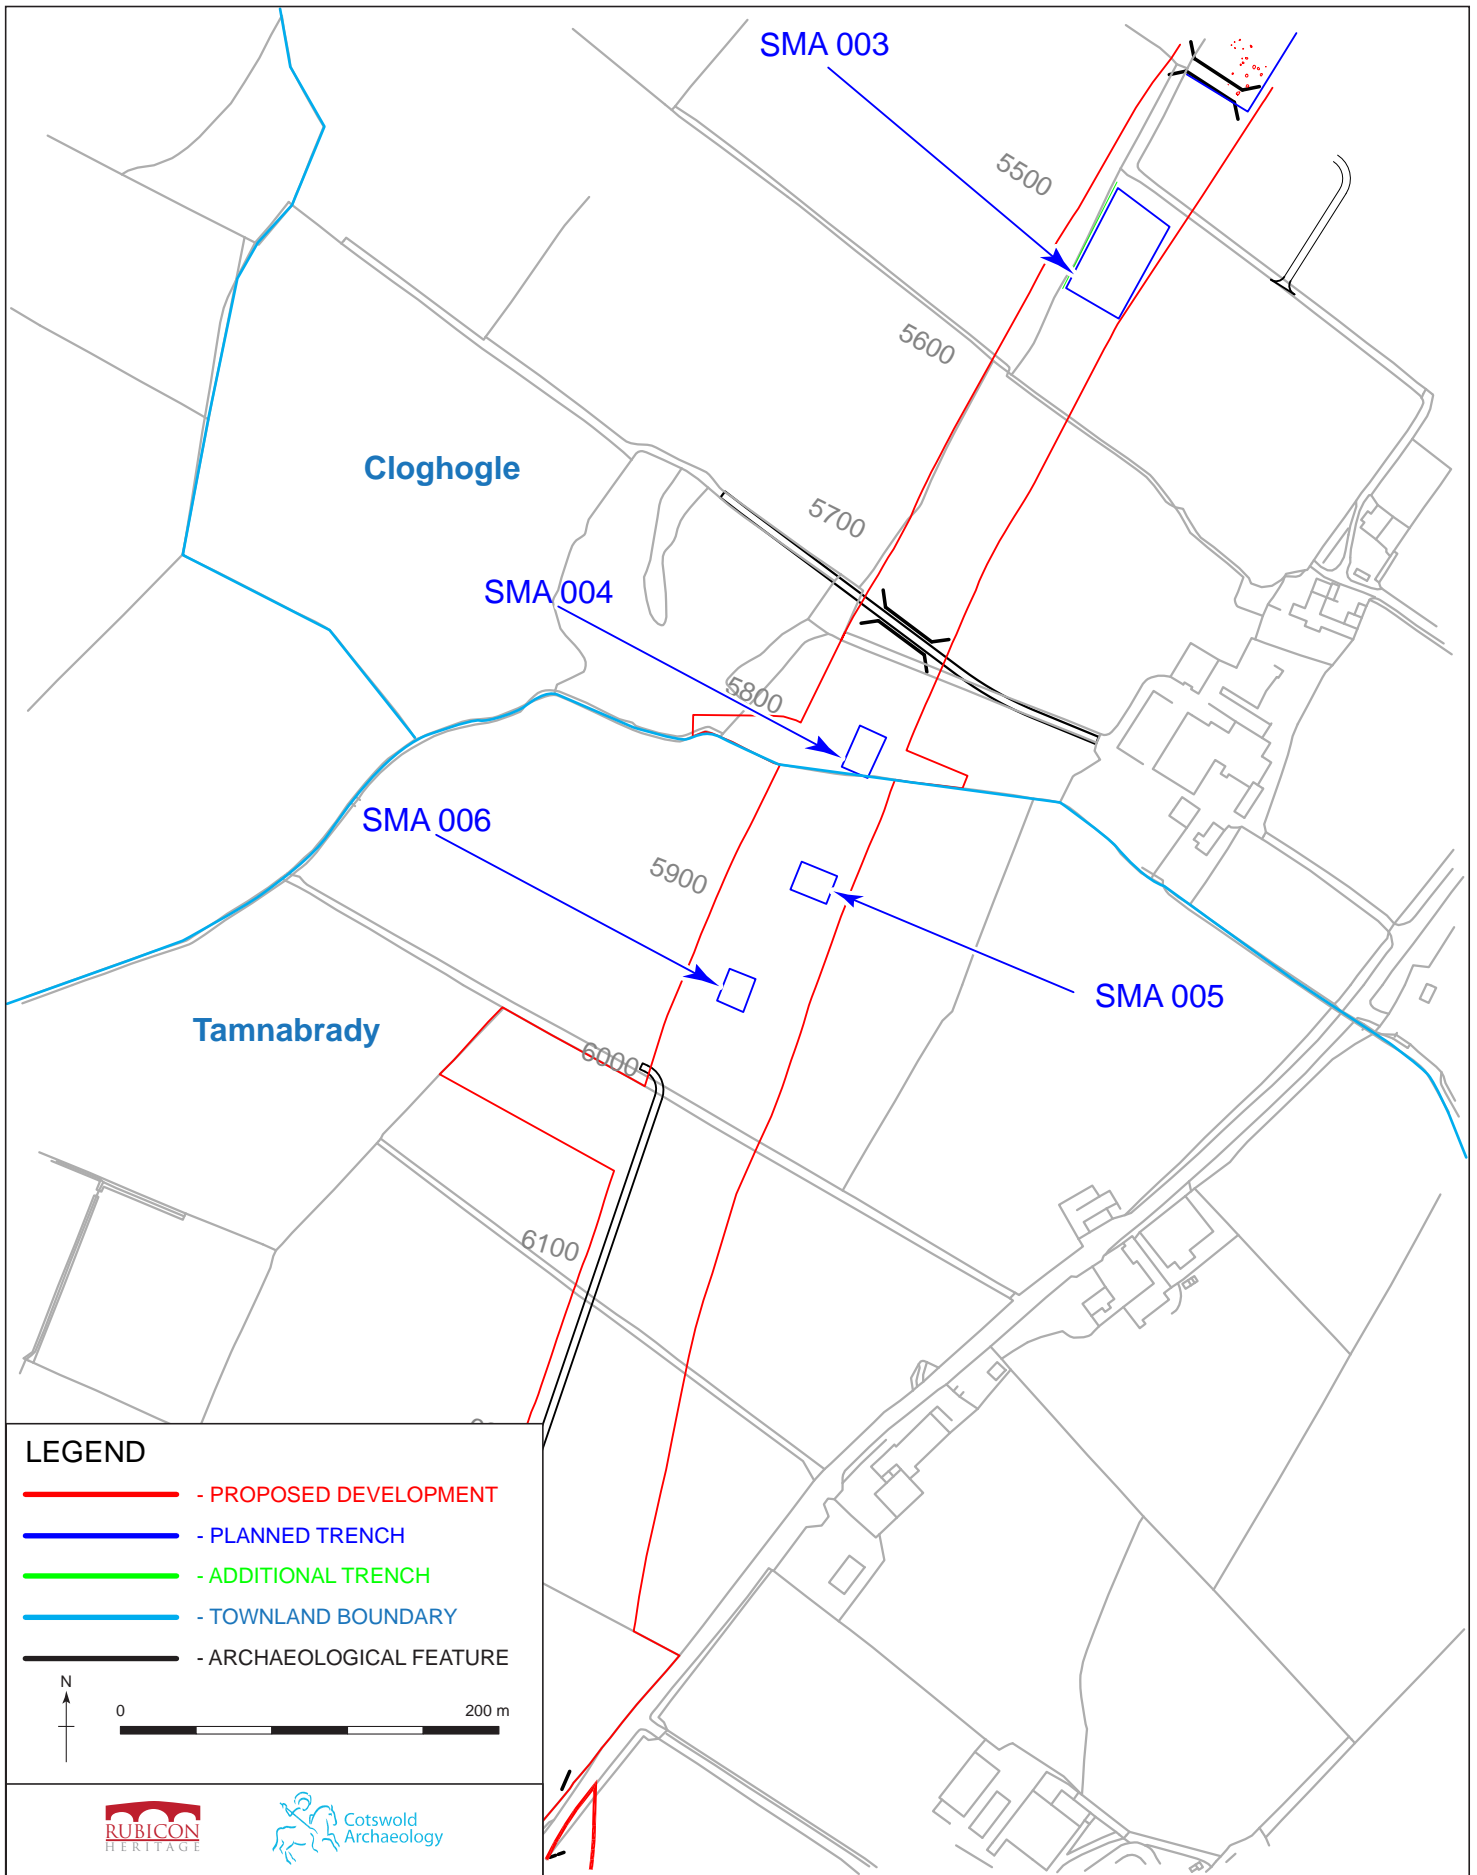 SMA 003
5500
5600
Cloghogle
5700
SMA 004
5800
SMA 006
5900
SMA 005
Tamnabrady
6000
6100
LEGEND
- PROPOSED DEVELOPMENT
- PLANNED TRENCH
- ADDITIONAL TRENCH
- TOWNLAND BOUNDARY
- ARCHAEOLOGICAL FEATURE
N
0 200 m
RUBICON
HERITAGE
Cotswold
Archaeology